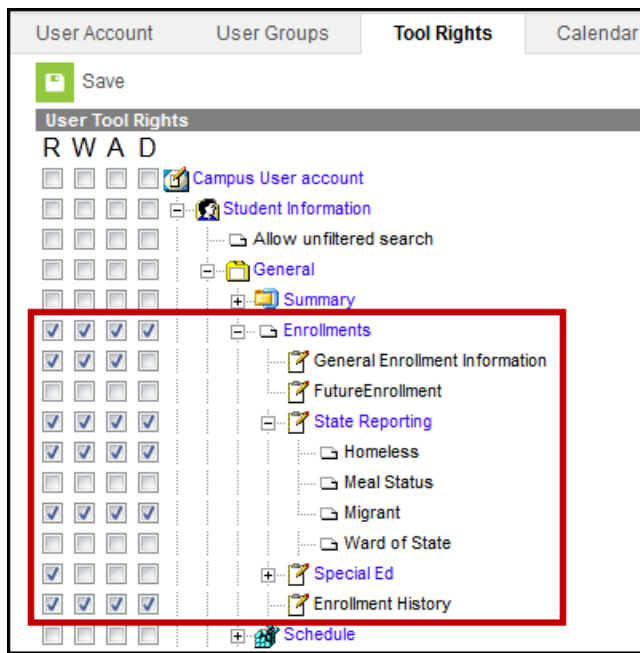 User Account User Groups Tool Rights Calendar
Save
User Tool Rights
R W A D
Campus User account
Student Information
Allow unfiltered search
General
Summary
Enrollments
General Enrollment Information
FutureEnrollment
State Reporting
Homeless
Meal Status
Migrant
Ward of State
Special Ed
Enrollment History
Schedule